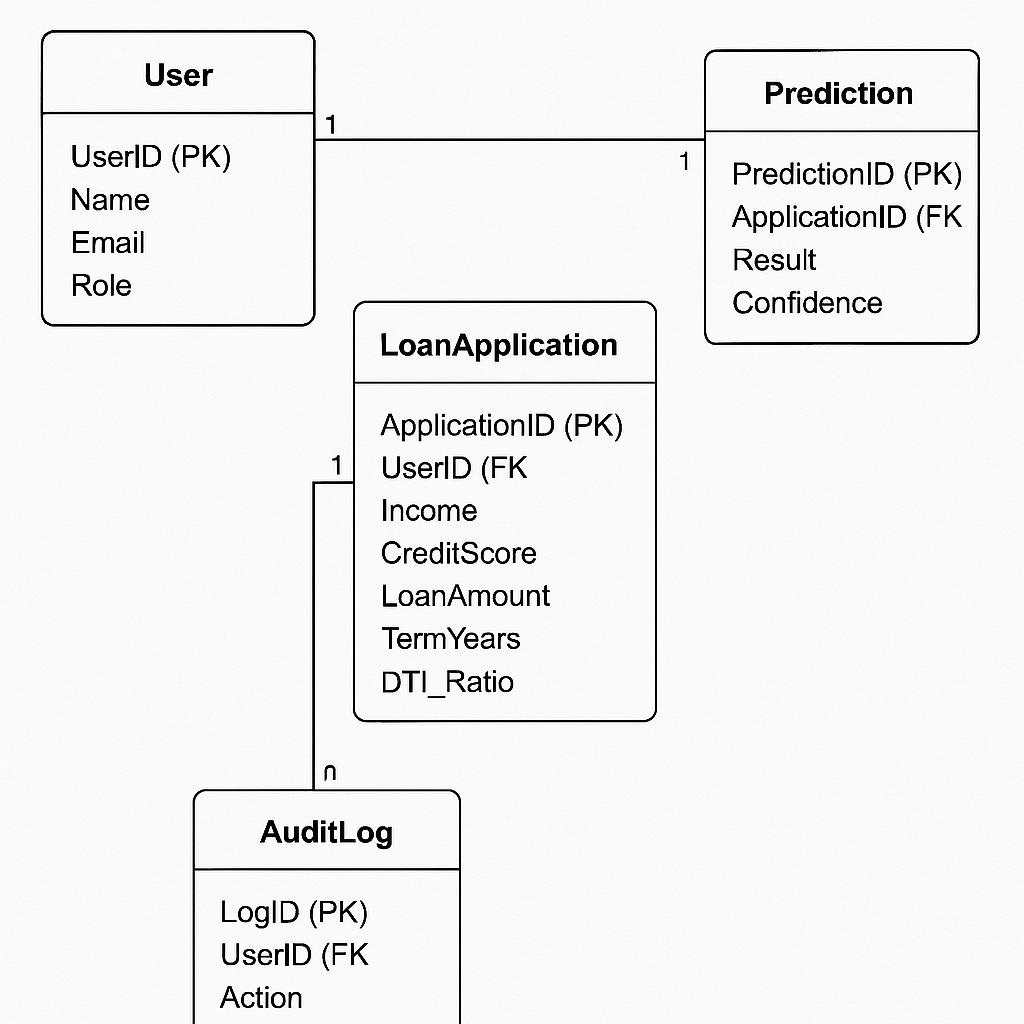 User
UserID (PK)
Name
Email
Role
1
1
Prediction
PredictionID (PK)
ApplicationID (FK
Result
Confidence
LoanApplication
ApplicationID (PK)
UserID (FK
Income
CreditScore
LoanAmount
TermYears
DTI_Ratio
1
n
AuditLog
LogID (PK)
UserID (FK
Action